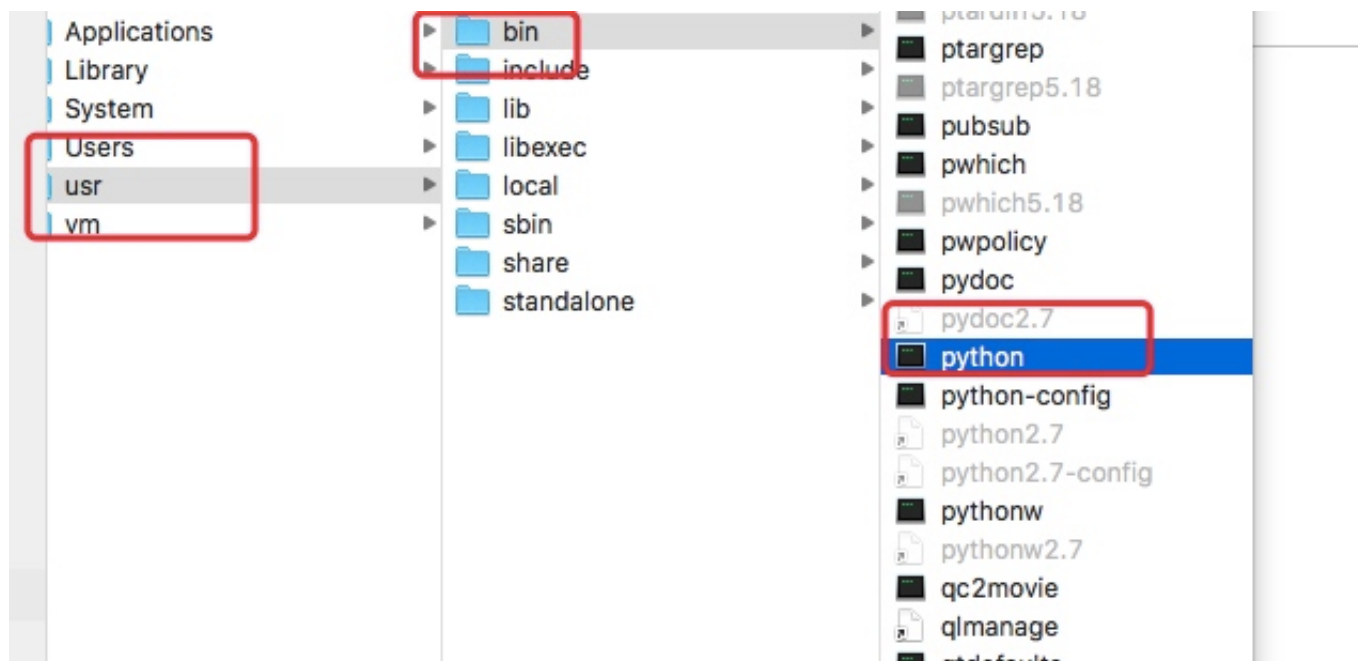 Applications
Library
System
Users
usr
vm
bin
include
lib
libexec
local
sbin
share
standalone
ptargrep
ptargrep5.18
pubsub
pwhich
pwhich5.18
pwpolicy
pydoc
pydoc2.7
python
python-config
python2.7
python2.7-config
pythonw
pythonw2.7
qc2movie
qlmanage